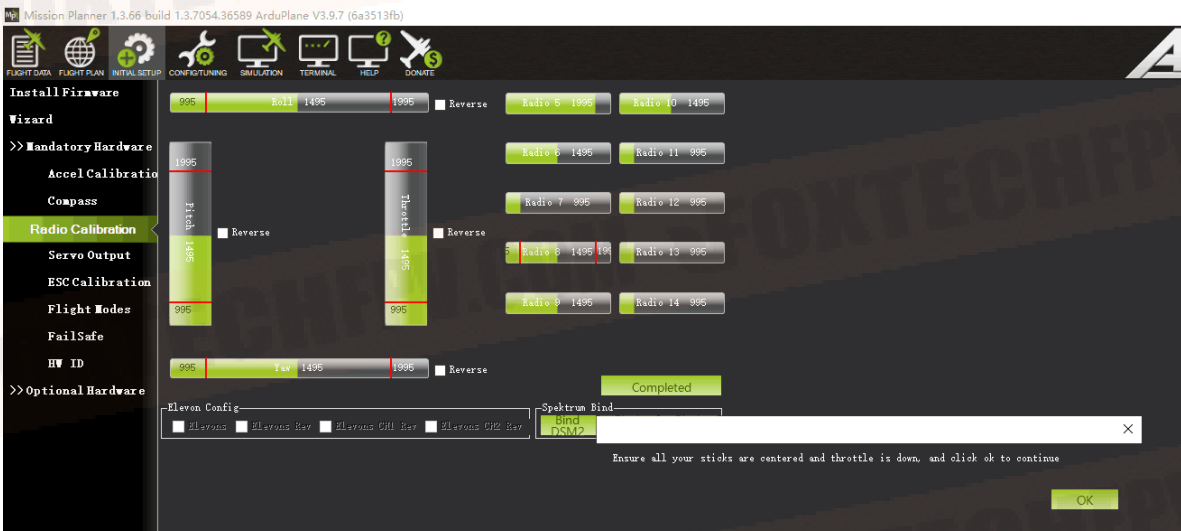 Mission Planner 1.3.66 build 1.3.7054.36589 ArduPlane V3.9.7 (6a3513fb)
FLIGHT DATA FLIGHT PLAN INITIAL SETUP CONFIG/TUNING SIMULATION TERMINAL HELP DONATE
Install Firmware
Wizard
>> Mandatory Hardware
Accel Calibratio
Compass
Radio Calibration
Servo Output
ESC Calibration
Flight Modes
FailSafe
HW ID
>> Optional Hardware
995 Roll 1495 1995 Reverse
1995
Pitch 1495
995
Reverse
1995
Throttle 1495
995
Reverse
995 Yaw 1495 1995 Reverse
Radio 5 1995 Radio 10 1495
Radio 6 1495 Radio 11 995
Radio 7 995 Radio 12 995
Radio 8 1495 Radio 13 995
Radio 9 1495 Radio 14 995
Completed
Elevon Config
Elevons Elevons Rev Elevons CH1 Rev Elevons CH2 Rev
Spektrum Bind
Bind DSM2
Ensure all your sticks are centered and throttle is down, and click ok to continue
OK